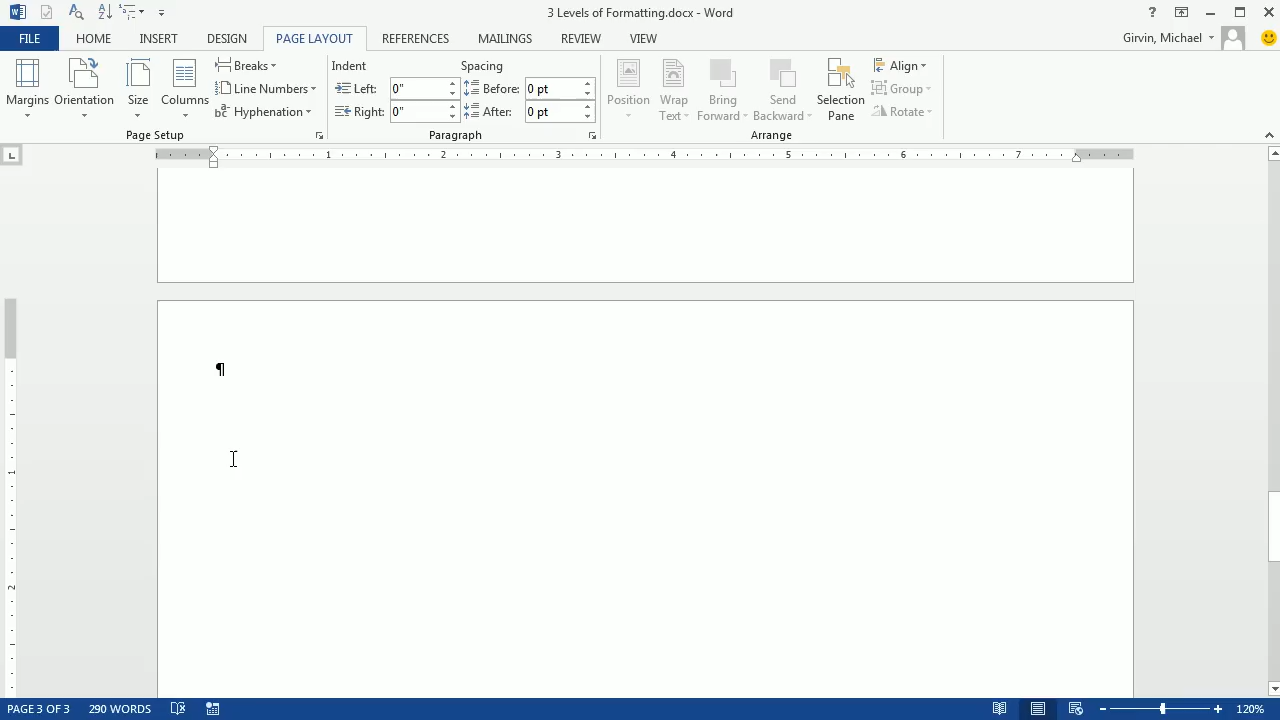 3 Levels of Formatting.docx - Word
?
FILE
HOME
INSERT
DESIGN
PAGE LAYOUT
REFERENCES
MAILINGS
REVIEW
VIEW
Girvin, Michael
Margins
Orientation
Size
Columns
Breaks
Line Numbers
Hyphenation
Page Setup
Indent
Left: 0"
Right: 0"
Spacing
Before: 0 pt
After: 0 pt
Paragraph
Position
Wrap
Text
Bring
Forward
Send
Backward
Selection
Pane
Align
Group
Rotate
Arrange
1 2 3 4 5 6 7
¶
1
2
PAGE 3 OF 3
290 WORDS
120%